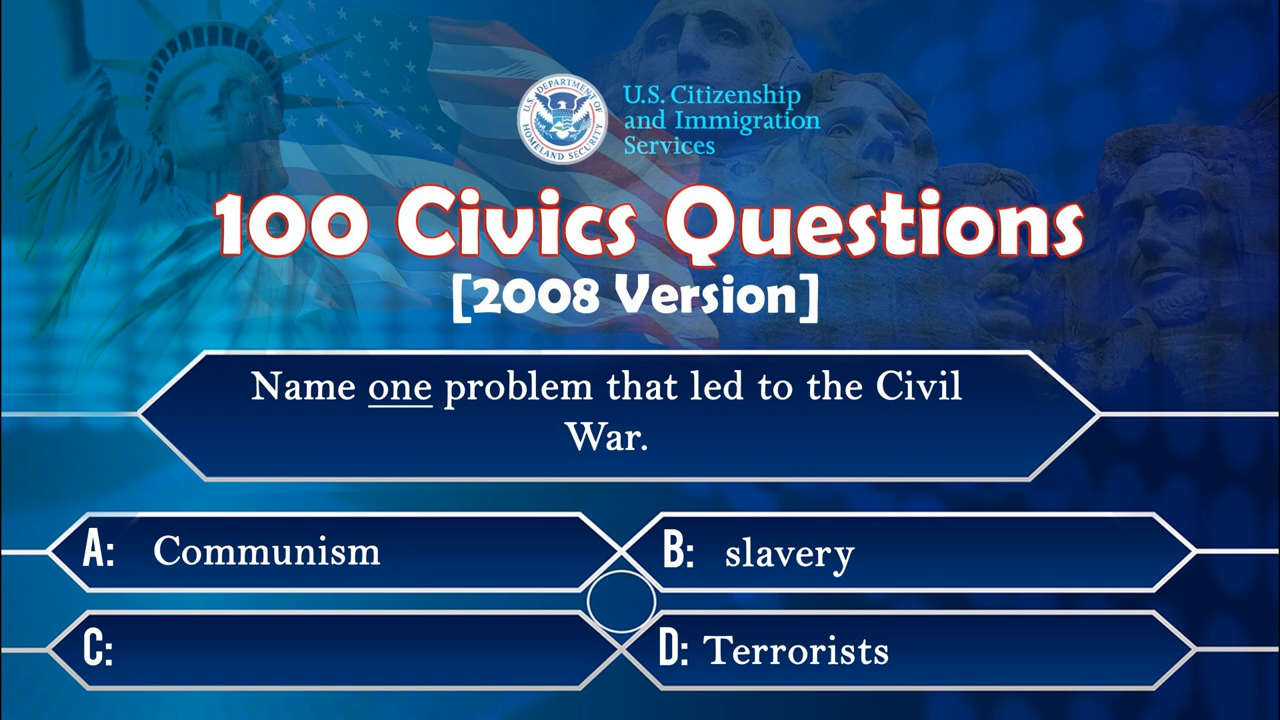 U.S. DEPARTMENT OF
HOMELAND SECURITY
U.S. Citizenship
and Immigration
Services
100 Civics Questions
[2008 Version]
Name one problem that led to the Civil
War.
A: Communism
B: slavery
C:
D: Terrorists